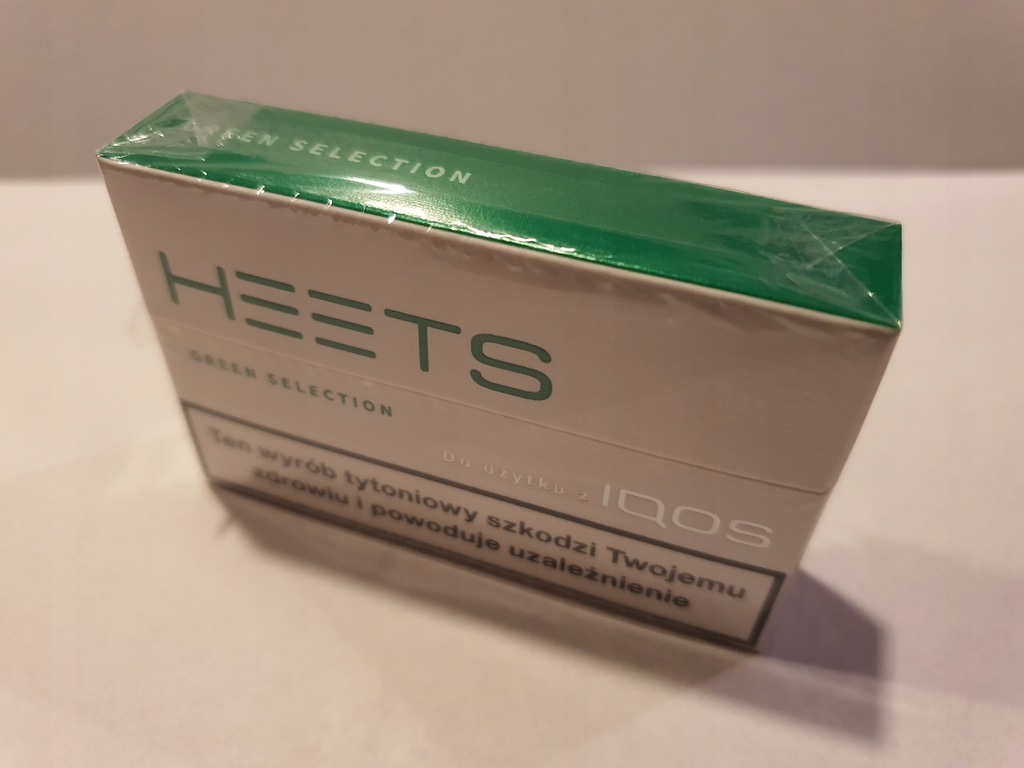 GREEN SELECTION
HEETS
GREEN SELECTION
Do użytku z IQOS
Ten wyrób tytoniowy szkodzi Twojemu
zdrowiu i powoduje uzależnienie